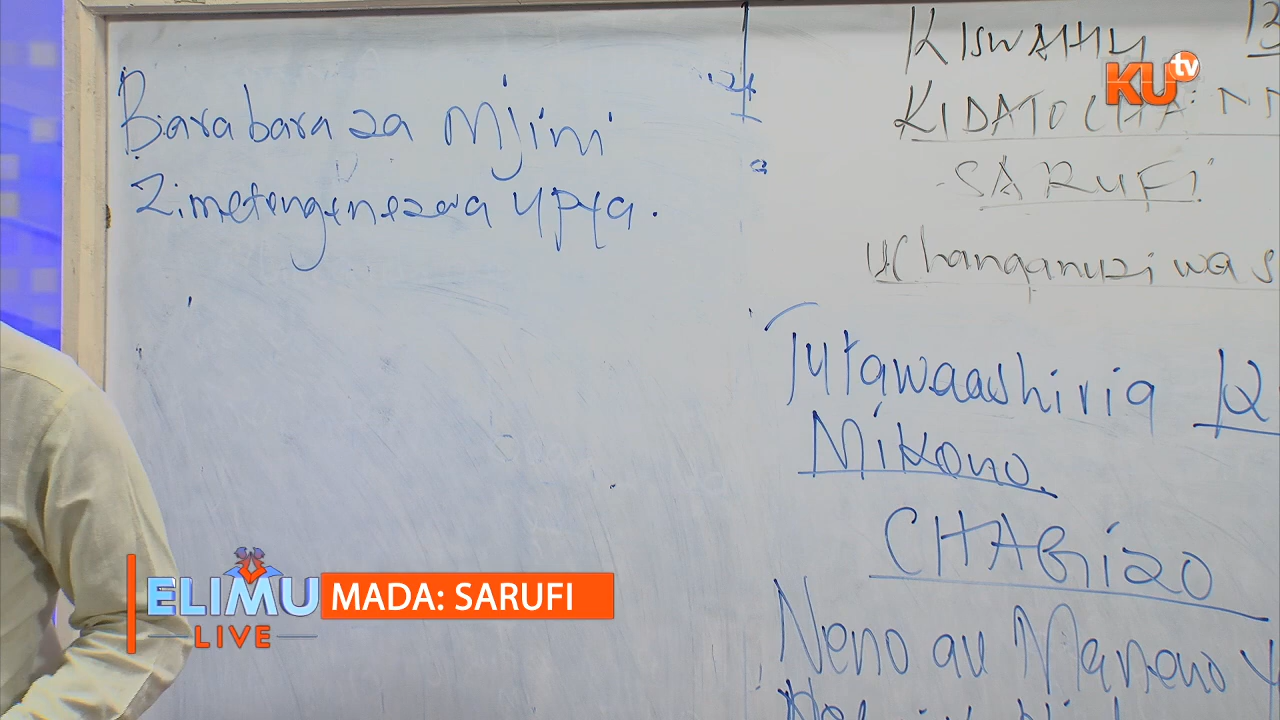 Barabara za Mjini
Zimetengenezwa upya.
KISWAHILI 13
KIDATO CHA
SARUFI
Uchanganuzi wa s
Tutawaashiria K
Mikono.
CHAGIZO
Neno au Maneno Y
KU tv
ELIMU
LIVE
MADA: SARUFI